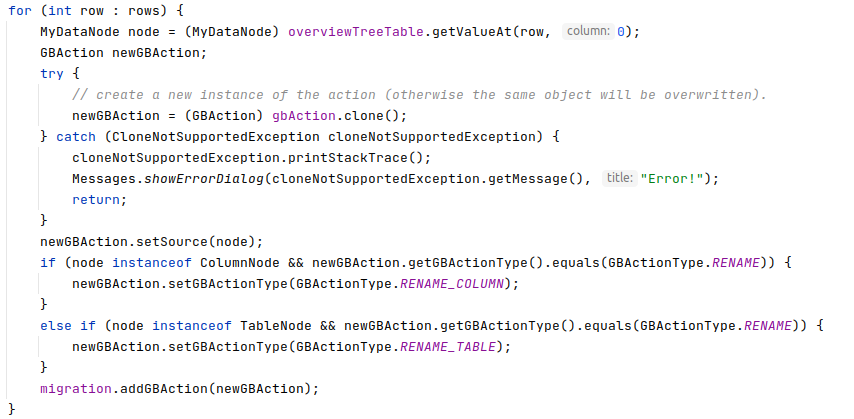 for (int row : rows) {
    MyDataNode node = (MyDataNode) overviewTreeTable.getValueAt(row, column: 0);
    GBAction newGBAction;
    try {
        // create a new instance of the action (otherwise the same object will be overwritten).
        newGBAction = (GBAction) gbAction.clone();
    } catch (CloneNotSupportedException cloneNotSupportedException) {
        cloneNotSupportedException.printStackTrace();
        Messages.showErrorDialog(cloneNotSupportedException.getMessage(), title: "Error!");
        return;
    }
    newGBAction.setSource(node);
    if (node instanceof ColumnNode && newGBAction.getGBActionType().equals(GBActionType.RENAME)) {
        newGBAction.setGBActionType(GBActionType.RENAME_COLUMN);
    }
    else if (node instanceof TableNode && newGBAction.getGBActionType().equals(GBActionType.RENAME)) {
        newGBAction.setGBActionType(GBActionType.RENAME_TABLE);
    }
    migration.addGBAction(newGBAction);
}